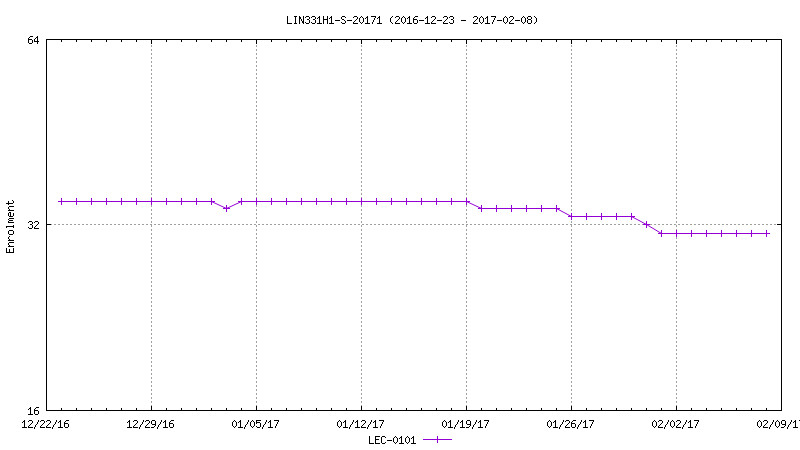 LIN331H1-S-20171 (2016-12-23 - 2017-02-08)
64
32
16
Enrolment
12/22/16 12/29/16 01/05/17 01/12/17 01/19/17 01/26/17 02/02/17 02/09/1
LEC-0101